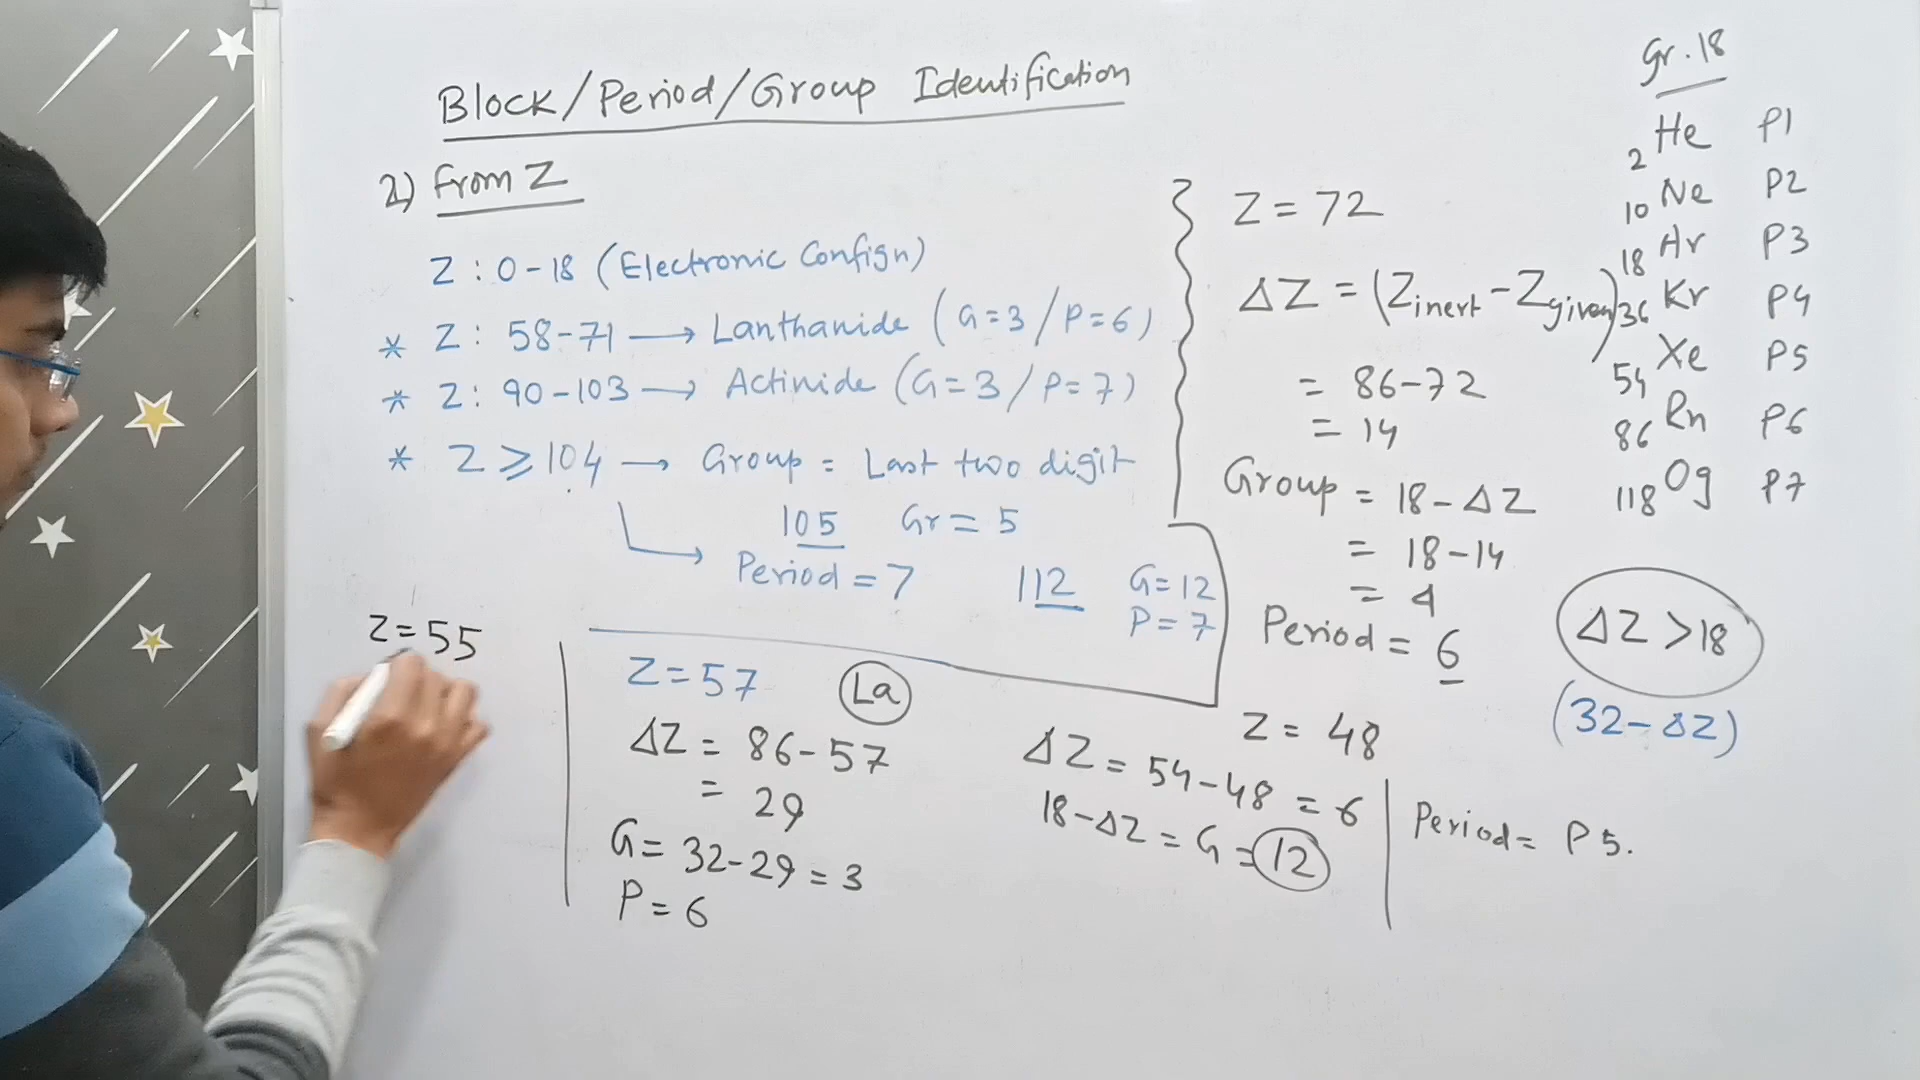 Block/Period/Group Identification
2) From Z
Z : 0-18 (Electronic Confign)
* Z : 58-71 → Lanthanide (G=3/P=6)
* Z : 90-103 → Actinide (G=3/P=7)
* Z ≥ 104 → Group = Last two digit
105 Gr = 5
Period = 7
112 G=12
P=7
Z=55
Z=57 La
ΔZ = 86-57
= 29
G= 32-29 = 3
P = 6
Z = 72
ΔZ = (Zinert - Zgiven)
= 86-72
= 14
Group = 18-ΔZ
= 18-14
= 4
Period = 6
Z = 48
ΔZ = 54-48 = 6
18-ΔZ = G = 12
Period = P5.
Gr. 18
2 He P1
10 Ne P2
18 Ar P3
36 Kr P4
54 Xe P5
86 Rn P6
118 Og P7
ΔZ > 18
(32-ΔZ)